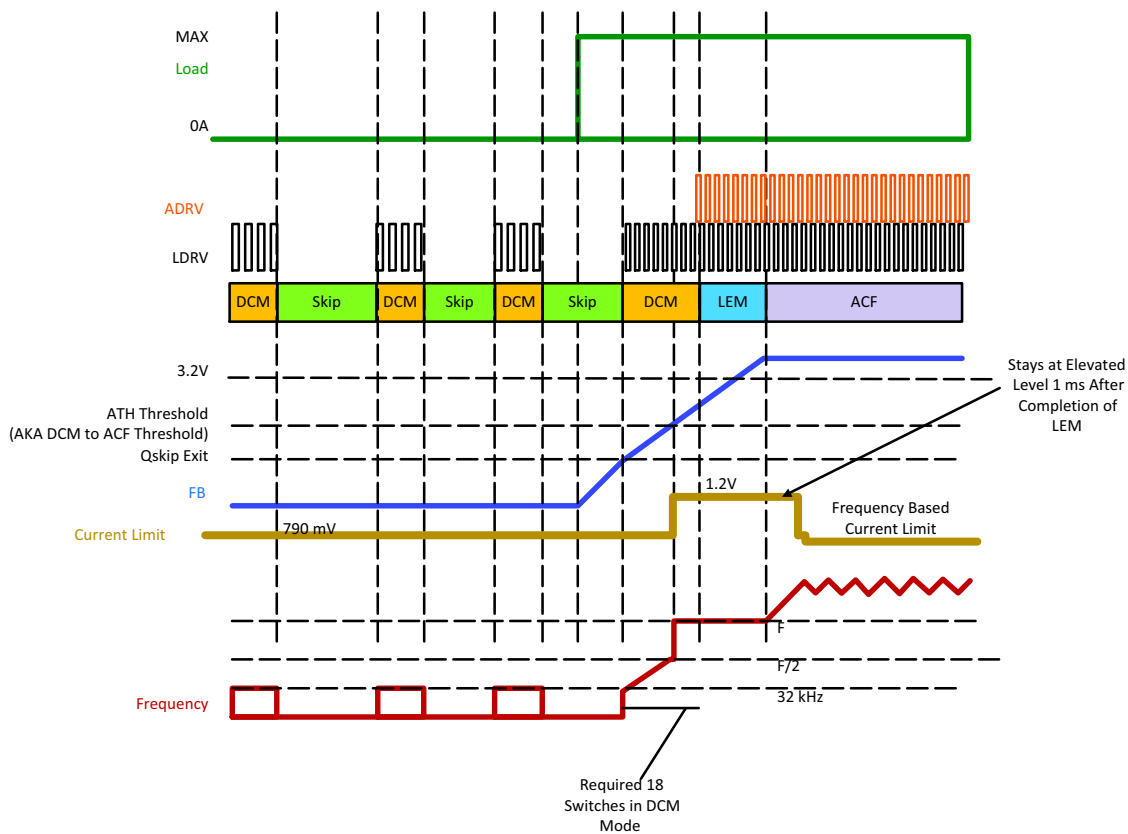 MAX
Load
0A
ADRV
LDRV
DCM
Skip
DCM
Skip
DCM
Skip
DCM
LEM
ACF
3.2V
ATH Threshold
(AKA DCM to ACF Threshold)
Qskip Exit
FB
Stays at Elevated
Level 1 ms After
Completion of
LEM
1.2V
Current Limit
790 mV
Frequency Based
Current Limit
F
F/2
32 kHz
Frequency
Required 18
Switches in DCM
Mode